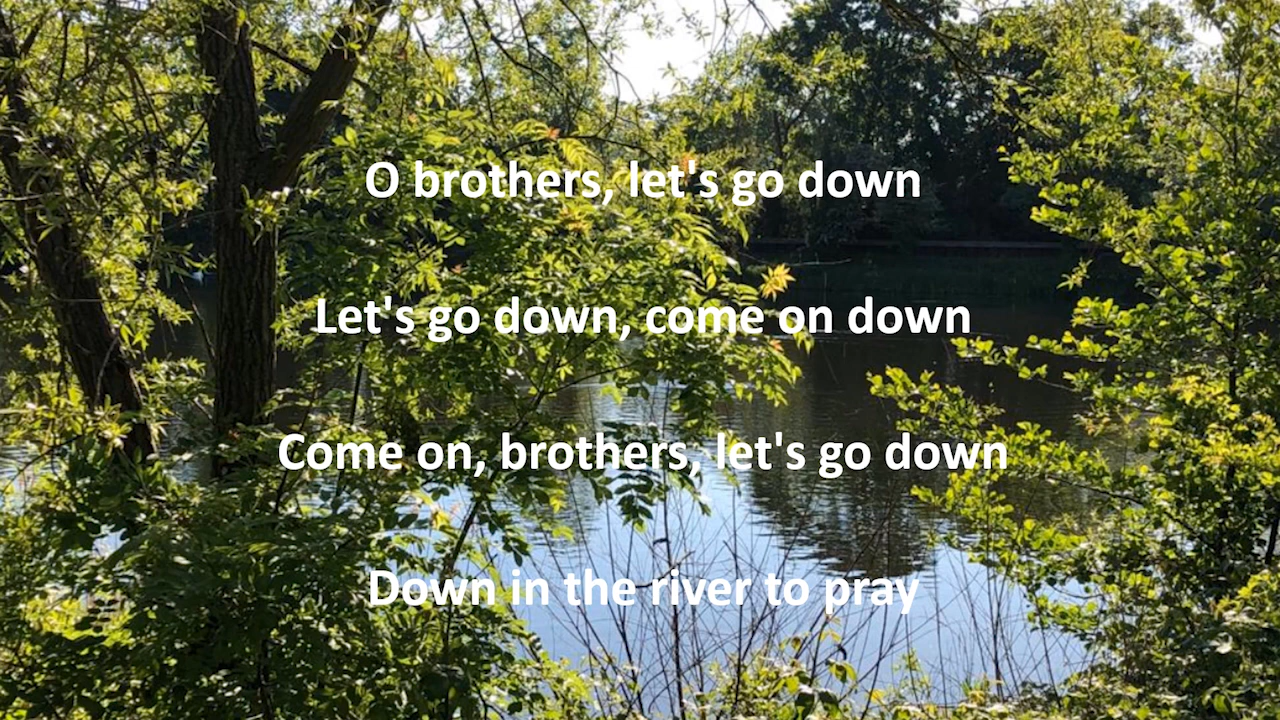 O brothers, let's go down
Let's go down, come on down
Come on, brothers, let's go down
Down in the river to pray